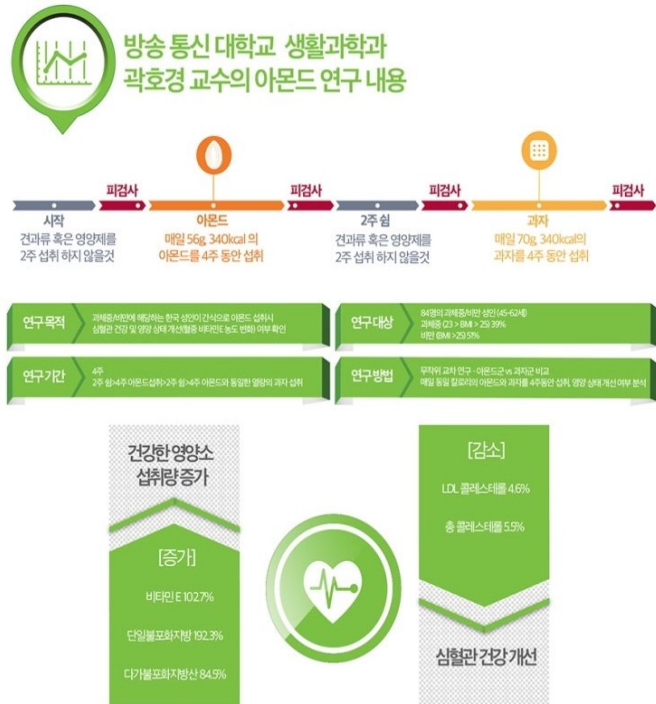 방송 통신 대학교 생활과학과
곽호경 교수의 아몬드 연구 내용
피검사
피검사
피검사
피검사
시작
견과류 혹은 영양제를
2주 섭취 하지 않을것
아몬드
매일 56g, 340kcal 의
아몬드를 4주 동안 섭취
2주 쉼
견과류 혹은 영양제를
2주 섭취 하지 않을것
과자
매일 70g, 340kcal의
과자를 4주 동안 섭취
연구 목적
과체중/비만에 해당하는 한국 성인이 간식으로 아몬드 섭취시
심혈관 건강 및 영양 상태 개선(혈중 비타민E 농도 변화) 여부 확인
연구 대상
84명의 과체중/비만 성인 (45-62세)
과체중 (23 > BMI > 25) 39%
비만 (BMI >25) 51%
연구 기간
4주
2주 쉼>4주 아몬드섭취>2주 쉼>4주 아몬드와 동일한 열량의 과자 섭취
연구 방법
무작위 교차 연구 - 아몬드군 vs 과자군 비교
매일 동일 칼로리의 아몬드와 과자를 4주동안 섭취, 영양 상태 개선 여부 분석
건강한 영양소
섭취량 증가
[증가]
비타민 E 102.7%
단일불포화지방 192.3%
다가불포화지방산 84.5%
[감소]
LDL 콜레스테롤 4.6%
총 콜레스테롤 5.5%
심혈관 건강 개선